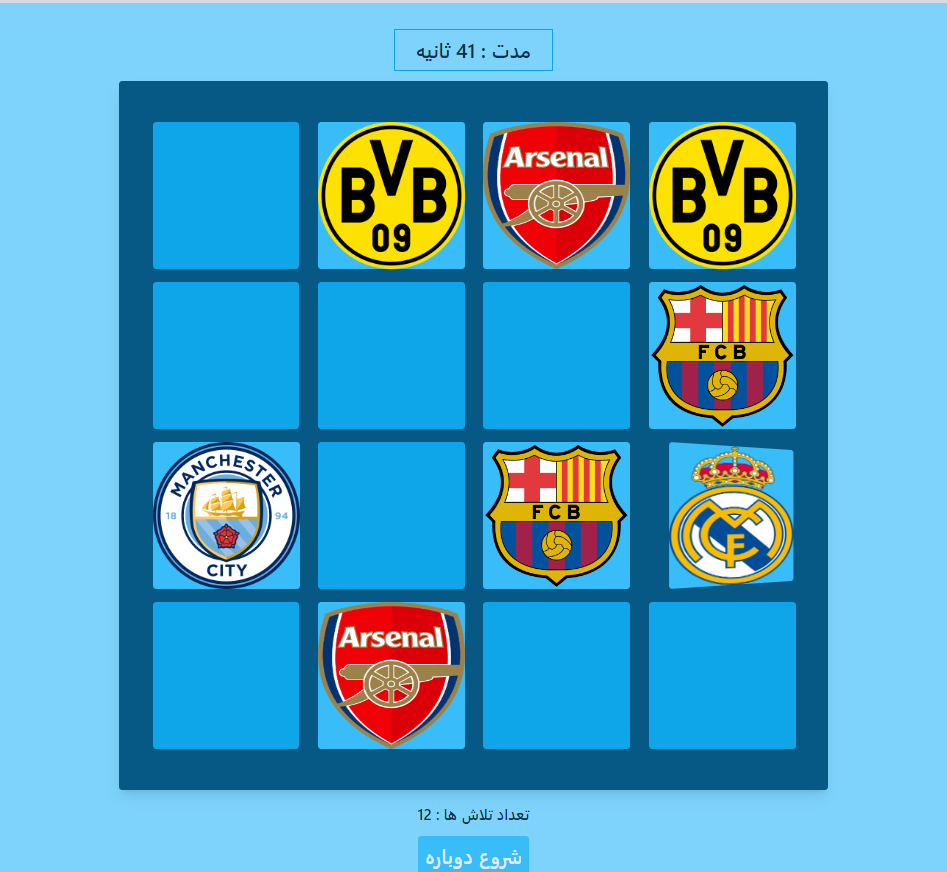 مدت : 41 ثانیه
BVB
09
Arsenal
BVB
09
FCB
MANCHESTER
18 94
CITY
FCB
Arsenal
تعداد تلاش ها : 12
شروع دوباره